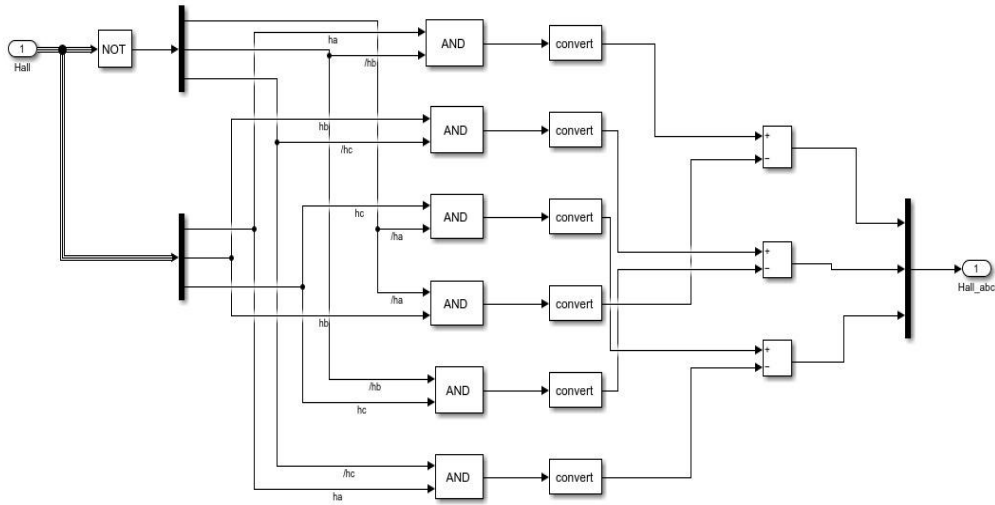 1
Hall
NOT
ha
/hb
AND
convert
hb
/hc
AND
convert
+
−
hc
/ha
AND
convert
/ha
hb
AND
convert
+
−
1
Hall_abc
/hb
hc
AND
convert
+
−
/hc
ha
AND
convert